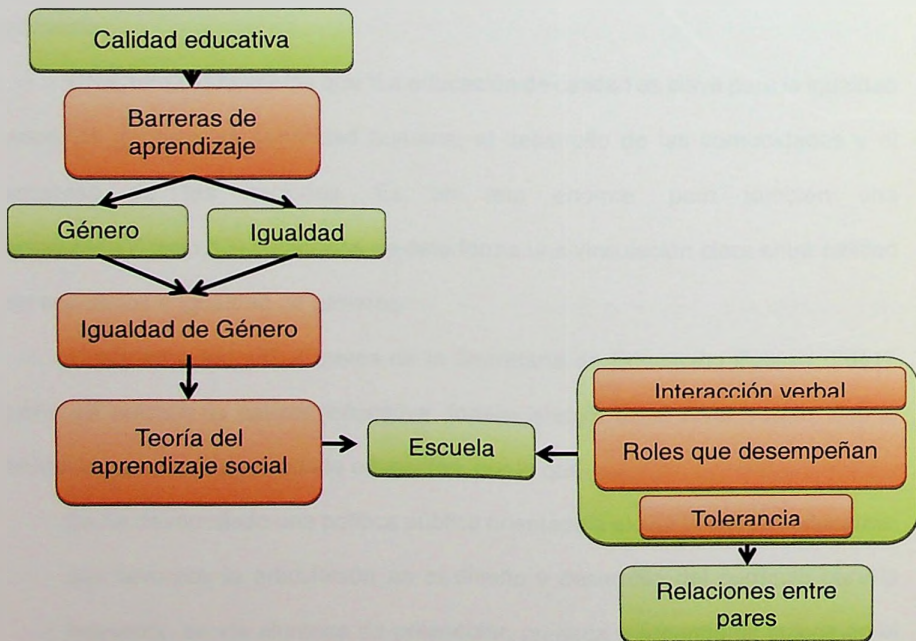 Calidad educativa
Barreras de
aprendizaje
Género
Igualdad
Igualdad de Género
Teoría del
aprendizaje social
Escuela
Interacción verbal
Roles que desempeñan
Tolerancia
Relaciones entre
pares